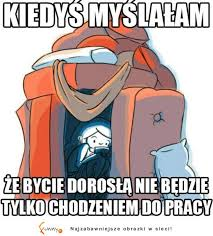 KIEDYŚ MYŚLAŁAM
ŻE BYCIE DOROSŁĄ NIE BĘDZIE
TYLKO CHODZENIEM DO PRACY
Najzabawniejsze obrazki w sieci!